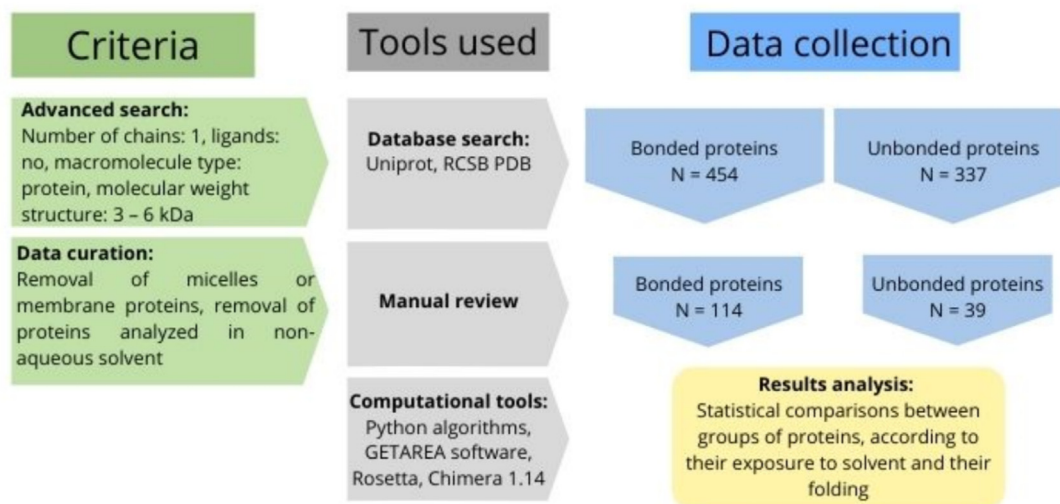 Criteria
Tools used
Data collection
Advanced search:
Number of chains: 1, ligands:
no, macromolecule type:
protein, molecular weight
structure: 3 – 6 kDa
Database search:
Uniprot, RCSB PDB
Bonded proteins
N = 454
Unbonded proteins
N = 337
Data curation:
Removal of micelles or
membrane proteins, removal of
proteins analyzed in non-
aqueous solvent
Manual review
Bonded proteins
N = 114
Unbonded proteins
N = 39
Computational tools:
Python algorithms,
GETAREA software,
Rosetta, Chimera 1.14
Results analysis:
Statistical comparisons between
groups of proteins, according to
their exposure to solvent and their
folding